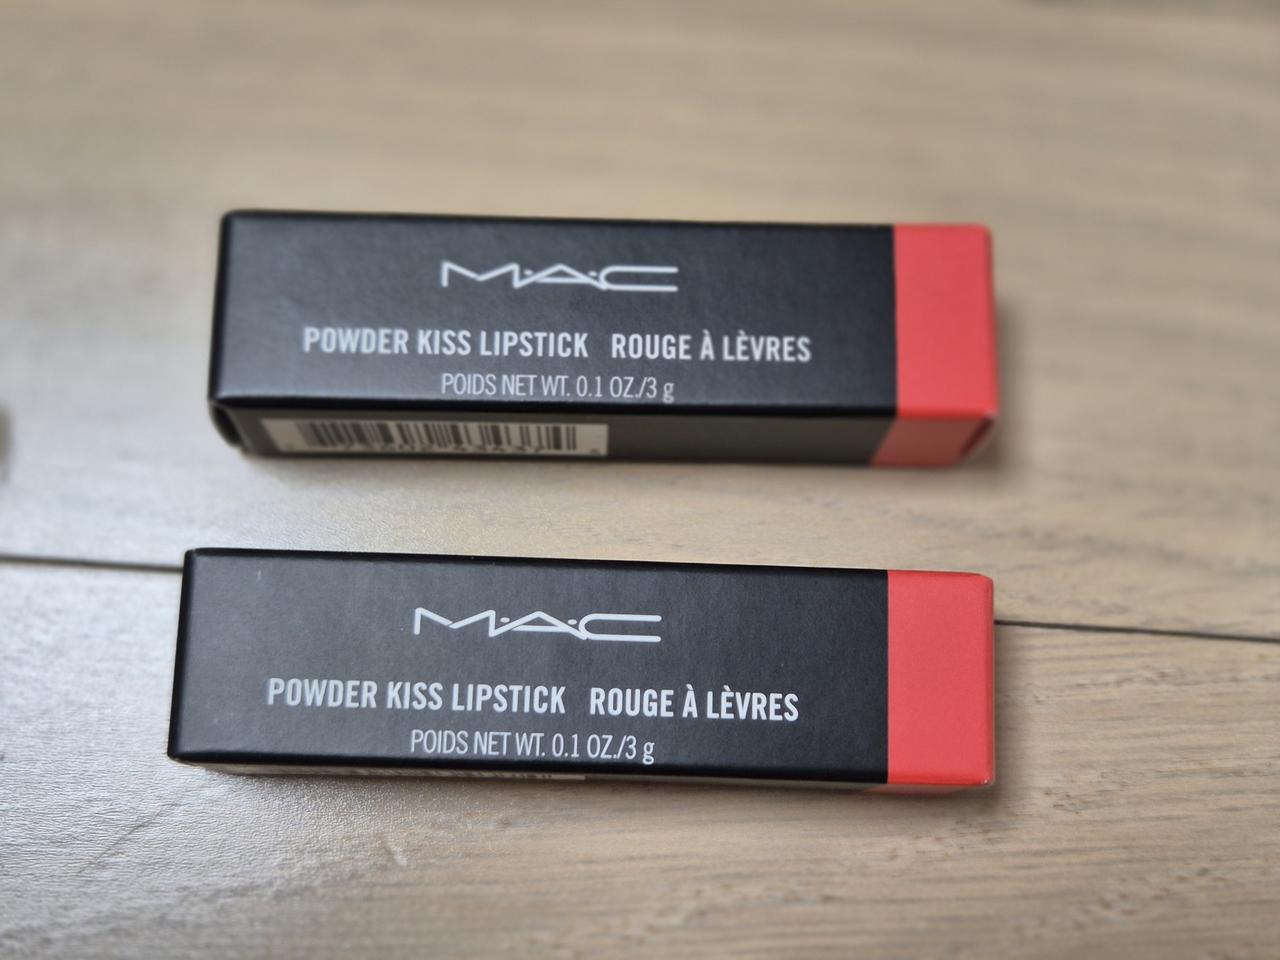 M·A·C
POWDER KISS LIPSTICK ROUGE À LÈVRES
POIDS NET WT. 0.1 OZ./3 g
M·A·C
POWDER KISS LIPSTICK ROUGE À LÈVRES
POIDS NET WT. 0.1 OZ./3 g